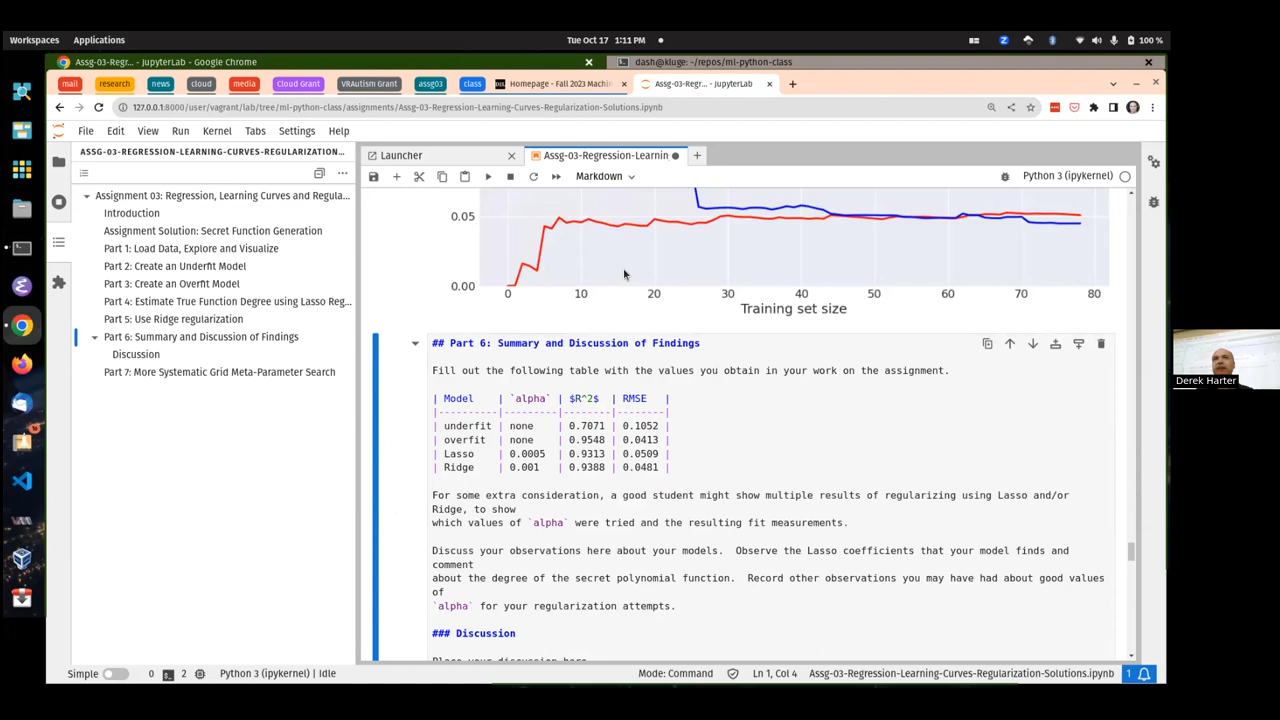 Workspaces Applications Tue Oct 17 1:11 PM 100 %
Assg-03-Regr... - JupyterLab - Google Chrome dash@kluge: ~/repos/ml-python-class
mail research news cloud media Cloud Grant VRAutism Grant assg03 class Homepage - Fall 2023 Machin Assg-03-Regr... - JupyterLab
127.0.0.1:8000/user/vagrant/lab/tree/ml-python-class/assignments/Assg-03-Regression-Learning-Curves-Regularization-Solutions.ipynb
File Edit View Run Kernel Tabs Settings Help
ASSG-03-REGRESSION-LEARNING-CURVES-REGULARIZATION...
Launcher Assg-03-Regression-Learnin
Markdown Python 3 (ipykernel)
Assignment 03: Regression, Learning Curves and Regula...
Introduction
Assignment Solution: Secret Function Generation
Part 1: Load Data, Explore and Visualize
Part 2: Create an Underfit Model
Part 3: Create an Overfit Model
Part 4: Estimate True Function Degree using Lasso Reg...
Part 5: Use Ridge regularization
Part 6: Summary and Discussion of Findings
Discussion
Part 7: More Systematic Grid Meta-Parameter Search
0.05
0.00
0 10 20 30 40 50 60 70 80
Training set size
## Part 6: Summary and Discussion of Findings
Fill out the following table with the values you obtain in your work on the assignment.
| Model | `alpha` | $R^2$ | RMSE |
|----------|---------|--------|--------|
| underfit | none | 0.7071 | 0.1052 |
| overfit | none | 0.9548 | 0.0413 |
| Lasso | 0.0005 | 0.9313 | 0.0509 |
| Ridge | 0.001 | 0.9388 | 0.0481 |
For some extra consideration, a good student might show multiple results of regularizing using Lasso and/or
Ridge, to show
which values of `alpha` were tried and the resulting fit measurements.
Discuss your observations here about your models. Observe the Lasso coefficients that your model finds and
comment
about the degree of the secret polynomial function. Record other observations you may have had about good values
of
`alpha` for your regularization attempts.
### Discussion
Derek Harter
Simple 0 2 Python 3 (ipykernel) | Idle Mode: Command Ln 1, Col 4 Assg-03-Regression-Learning-Curves-Regularization-Solutions.ipynb 1